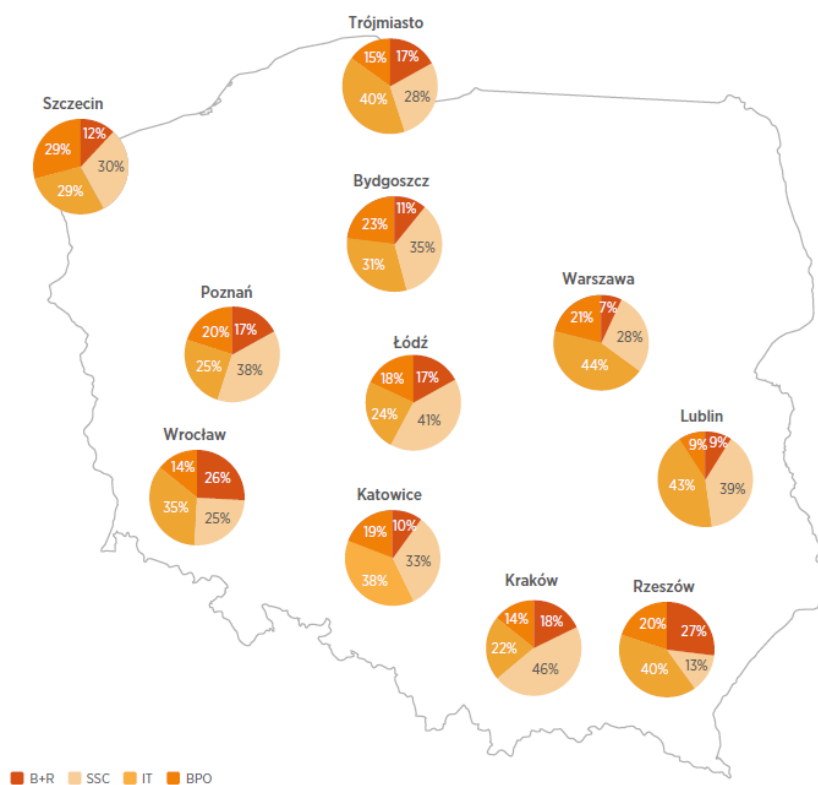 Trójmiasto
15% 17%
40% 28%
Szczecin
12%
29% 30%
29%
Bydgoszcz
11%
23% 35%
31%
Warszawa
7%
21% 28%
44%
Poznań
20% 17%
25% 38%
Łódź
18% 17%
24% 41%
Lublin
9% 9%
43% 39%
Wrocław
14% 26%
35% 25%
Katowice
10%
19% 33%
38%
Kraków
14% 18%
22% 46%
Rzeszów
20% 27%
40% 13%
B+R SSC IT BPO